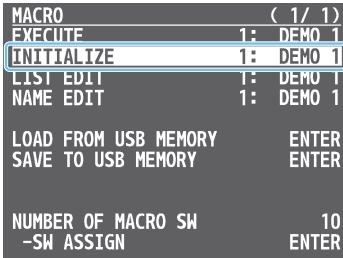 MACRO ( 1/ 1)
EXECUTE 1: DEMO 1
INITIALIZE 1: DEMO 1
LIST EDIT 1: DEMO 1
NAME EDIT 1: DEMO 1
LOAD FROM USB MEMORY ENTER
SAVE TO USB MEMORY ENTER
NUMBER OF MACRO SW 10
-SW ASSIGN ENTER